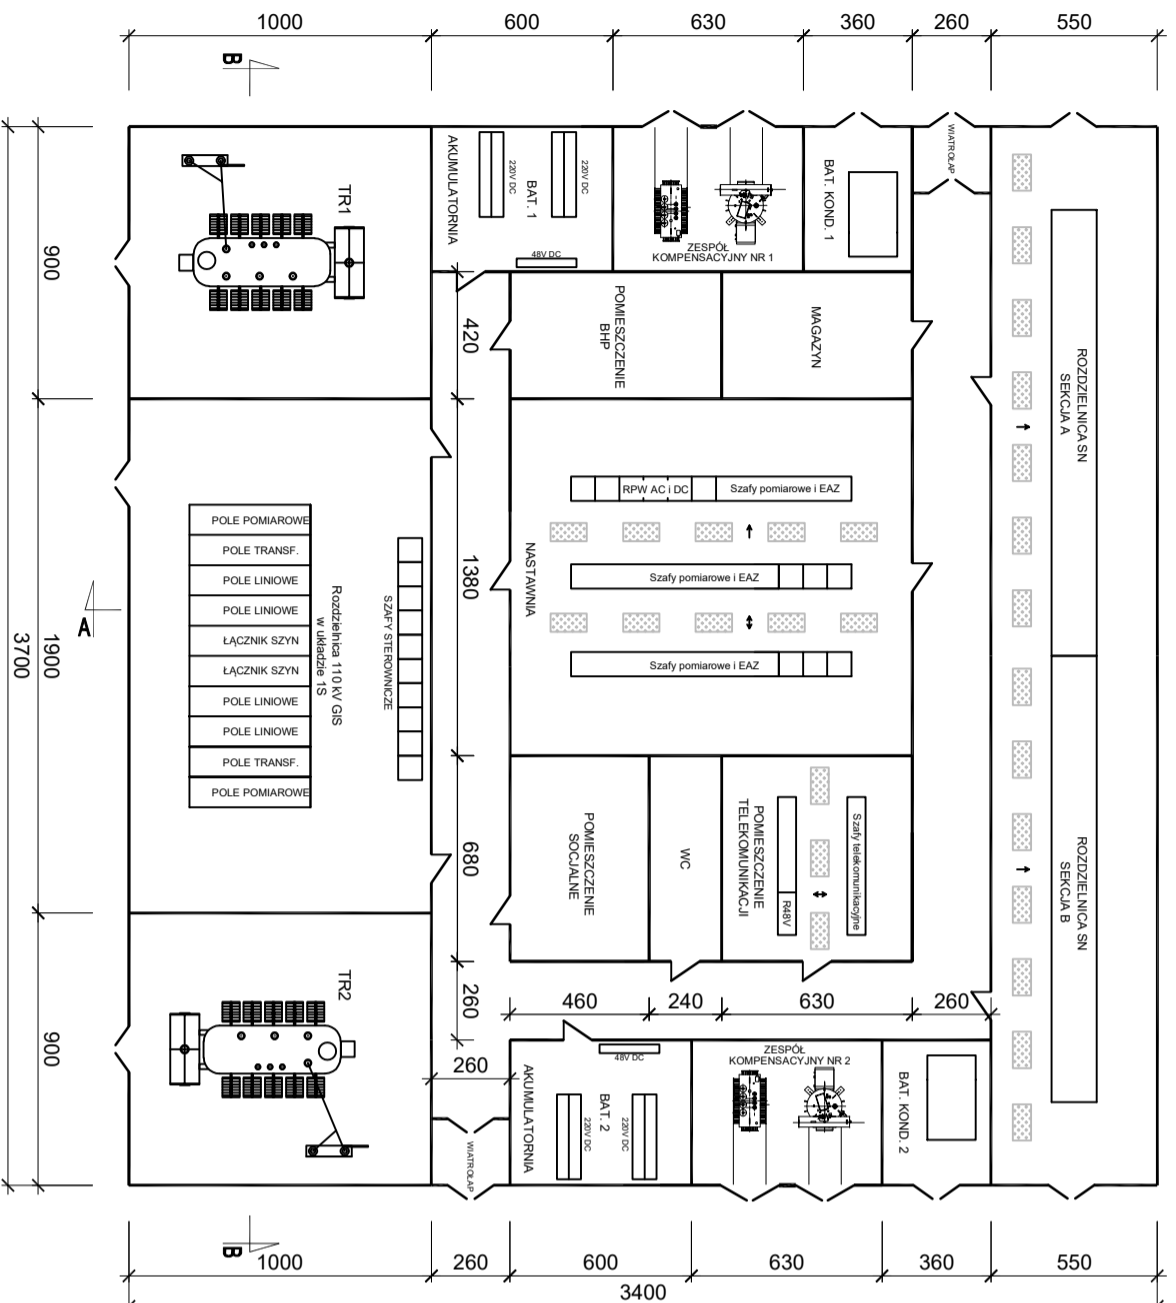 1000
600
630
360
260
550
B
TR1
AKUMULATORNIA
220V DC
BAT. 1
220V DC
48V DC
ZESPÓŁ
KOMPENSACYJNY NR 1
BAT. KOND. 1
WIATROŁAP
900
420
POMIESZCZENIE
BHP
MAGAZYN
ROZDZIELNICA SN
SEKCJA A
RPW AC i DC
Szafy pomiarowe i EAZ
NASTAWNIA
Szafy pomiarowe i EAZ
Szafy pomiarowe i EAZ
1380
POLE POMIAROWE
POLE TRANSF.
POLE LINIOWE
POLE LINIOWE
ŁĄCZNIK SZYN
ŁĄCZNIK SZYN
POLE LINIOWE
POLE LINIOWE
POLE TRANSF.
POLE POMIAROWE
Rozdzielnica 110 kV GIS
w układzie 1S
SZAFY STEROWNICZE
A
1900
3700
680
POMIESZCZENIE
SOCJALNE
WC
POMIESZCZENIE
TELEKOMUNIKACJI
R48V
Szafy telekomunikacyjne
ROZDZIELNICA SN
SEKCJA B
TR2
900
260
460
240
630
260
260
48V DC
AKUMULATORNIA
220V DC
BAT. 2
220V DC
ZESPÓŁ
KOMPENSACYJNY NR 2
BAT. KOND. 2
WIATROŁAP
B
1000
260
600
630
360
550
3400